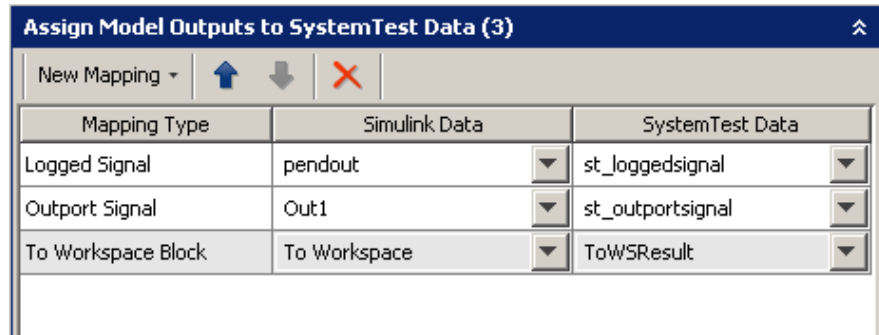 Assign Model Outputs to SystemTest Data (3)
New Mapping
Mapping Type Simulink Data SystemTest Data
Logged Signal pendout st_loggedsignal
Outport Signal Out1 st_outportsignal
To Workspace Block To Workspace ToWSResult